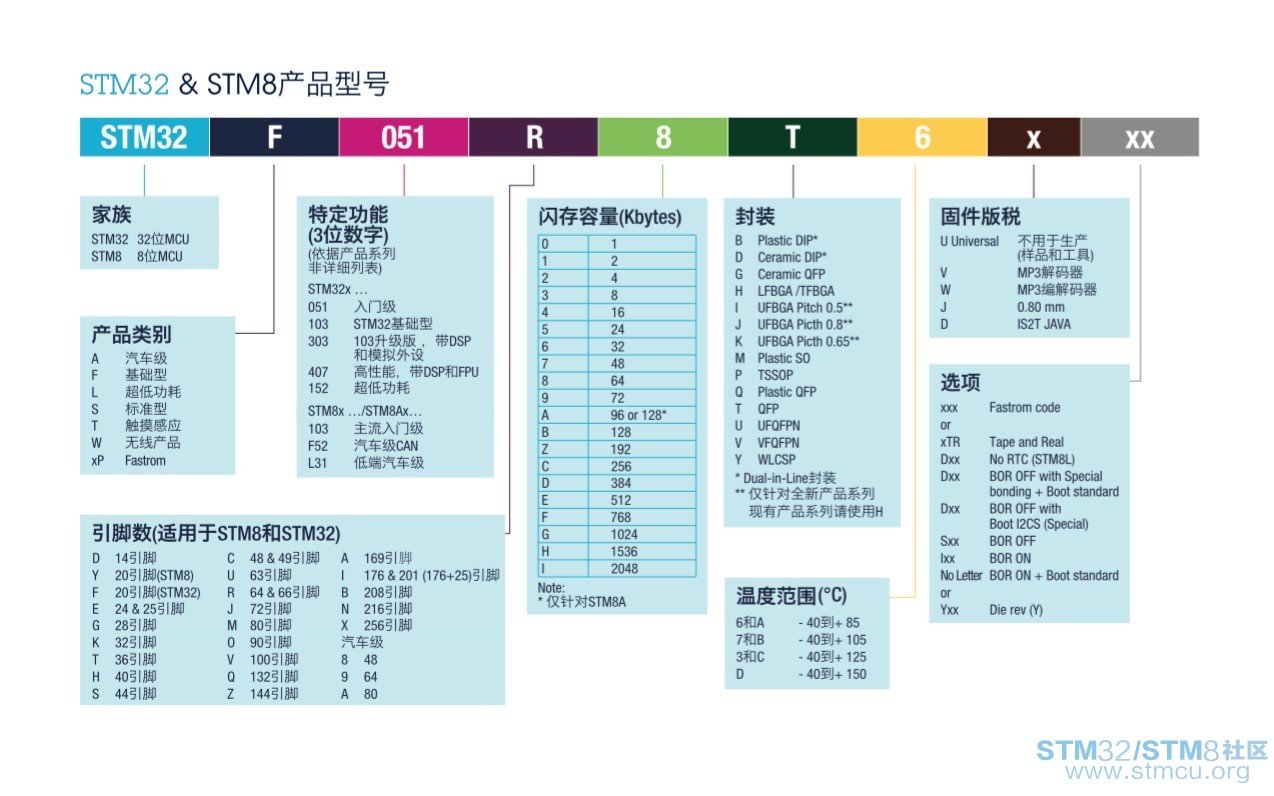 STM32 & STM8产品型号
STM32 F 051 R 8 T 6 x xx
家族
STM32 32位MCU
STM8 8位MCU
产品类别
A 汽车级
F 基础型
L 超低功耗
S 标准型
T 触摸感应
W 无线产品
xP Fastrom
特定功能
(3位数字)
(依据产品系列
非详细列表)
STM32x …
051 入门级
103 STM32基础型
303 103升级版，带DSP
和模拟外设
407 高性能，带DSP和FPU
152 超低功耗
STM8x …/STM8Ax…
103 主流入门级
F52 汽车级CAN
L31 低端汽车级
引脚数(适用于STM8和STM32)
D 14引脚 C 48 & 49引脚 A 169引脚
Y 20引脚(STM8) U 63引脚 I 176 & 201 (176+25)引脚
F 20引脚(STM32) R 64 & 66引脚 B 208引脚
E 24 & 25引脚 J 72引脚 N 216引脚
G 28引脚 M 80引脚 X 256引脚
K 32引脚 O 90引脚 汽车级
T 36引脚 V 100引脚 8 48
H 40引脚 Q 132引脚 9 64
S 44引脚 Z 144引脚 A 80
闪存容量(Kbytes)
0 1
1 2
2 4
3 8
4 16
5 24
6 32
7 48
8 64
9 72
A 96 or 128*
B 128
Z 192
C 256
D 384
E 512
F 768
G 1024
H 1536
I 2048
Note:
* 仅针对STM8A
封装
B Plastic DIP*
D Ceramic DIP*
G Ceramic QFP
H LFBGA /TFBGA
I UFBGA Pitch 0.5**
J UFBGA Picth 0.8**
K UFBGA Picth 0.65**
M Plastic SO
P TSSOP
Q Plastic QFP
T QFP
U UFQFPN
V VFQFPN
Y WLCSP
* Dual-in-Line封装
** 仅针对全新产品系列
现有产品系列请使用H
温度范围(°C)
6和A - 40到+ 85
7和B - 40到+ 105
3和C - 40到+ 125
D - 40到+ 150
固件版税
U Universal 不用于生产
(样品和工具)
V MP3解码器
W MP3编解码器
J 0.80 mm
D IS2T JAVA
选项
xxx Fastrom code
or
xTR Tape and Real
Dxx No RTC (STM8L)
Dxx BOR OFF with Special
bonding + Boot standard
Dxx BOR OFF with
Boot I2CS (Special)
Sxx BOR OFF
Ixx BOR ON
No Letter BOR ON + Boot standard
or
Yxx Die rev (Y)
STM32/STM8社区
www.stmcu.org